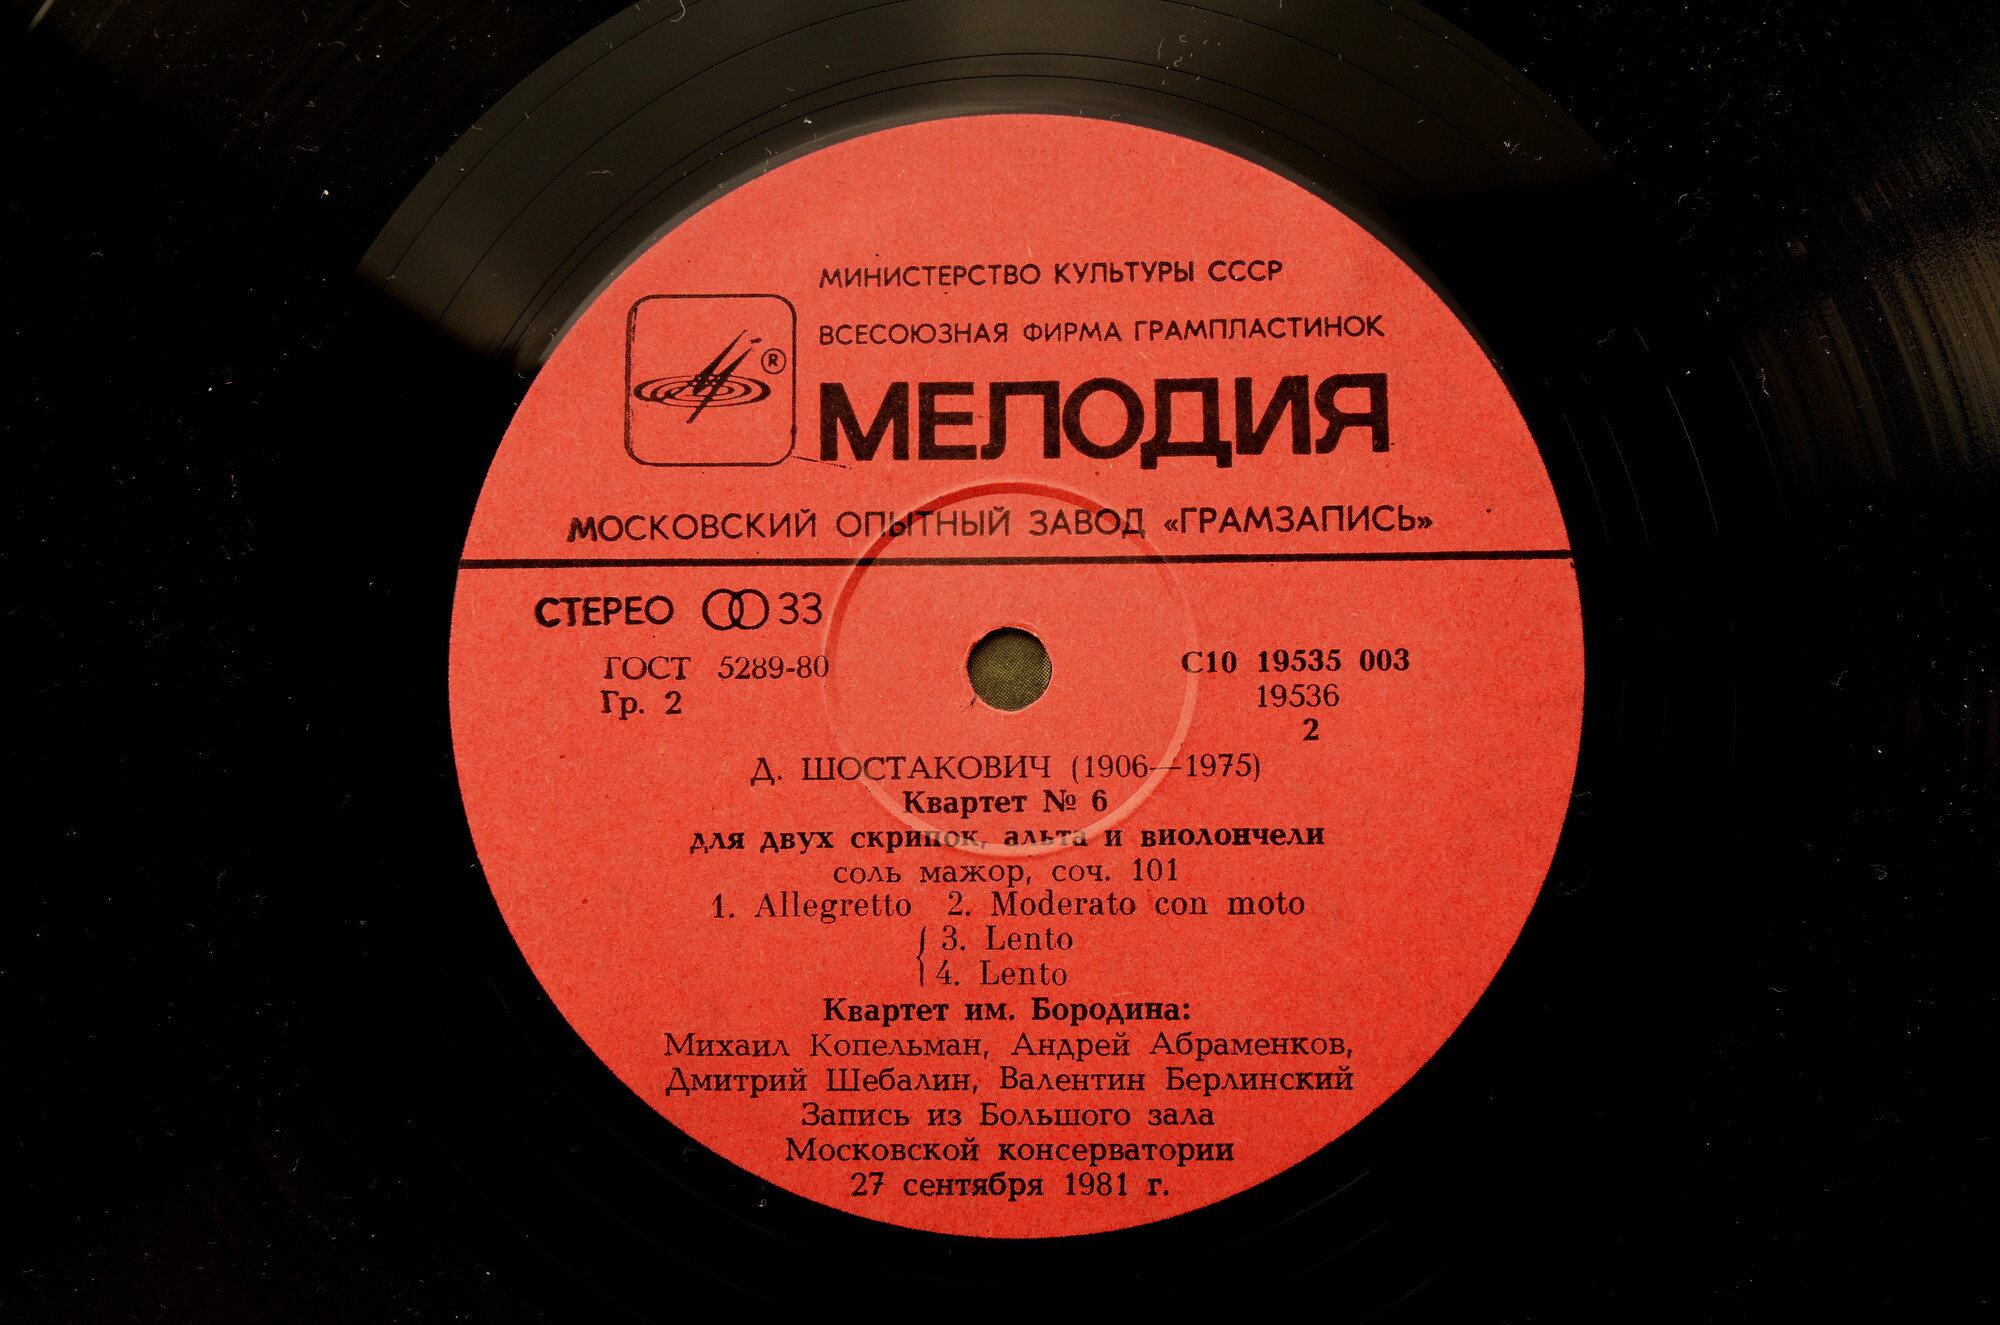 МИНИСТЕРСТВО КУЛЬТУРЫ СССР
ВСЕСОЮЗНАЯ ФИРМА ГРАМПЛАСТИНОК
®
МЕЛОДИЯ
МОСКОВСКИЙ ОПЫТНЫЙ ЗАВОД «ГРАМЗАПИСЬ»
СТЕРЕО 33
ГОСТ 5289-80
Гр. 2
С10 19535 003
19536
2
Д. ШОСТАКОВИЧ (1906—1975)
Квартет № 6
для двух скрипок, альта и виолончели
соль мажор, соч. 101
1. Allegretto 2. Moderato con moto
3. Lento
4. Lento
Квартет им. Бородина:
Михаил Копельман, Андрей Абраменков,
Дмитрий Шебалин, Валентин Берлинский
Запись из Большого зала
Московской консерватории
27 сентября 1981 г.